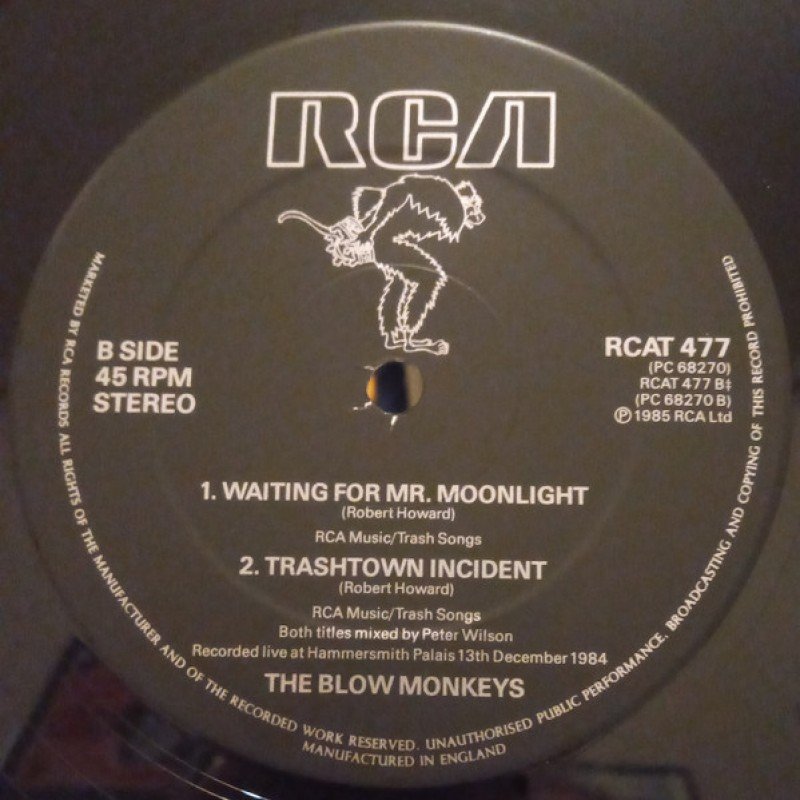 RCA
B SIDE
45 RPM
STEREO
RCAT 477
(PC 68270)
RCAT 477 B‡
(PC 68270 B)
Ⓟ 1985 RCA Ltd
1. WAITING FOR MR. MOONLIGHT
(Robert Howard)
RCA Music/Trash Songs
2. TRASHTOWN INCIDENT
(Robert Howard)
RCA Music/Trash Songs
Both titles mixed by Peter Wilson
Recorded live at Hammersmith Palais 13th December 1984
THE BLOW MONKEYS
MARKETED BY RCA RECORDS ALL RIGHTS OF THE MANUFACTURER AND OF THE RECORDED WORK RESERVED. UNAUTHORISED PUBLIC PERFORMANCE, BROADCASTING AND COPYING OF THIS RECORD PROHIBITED
MANUFACTURED IN ENGLAND